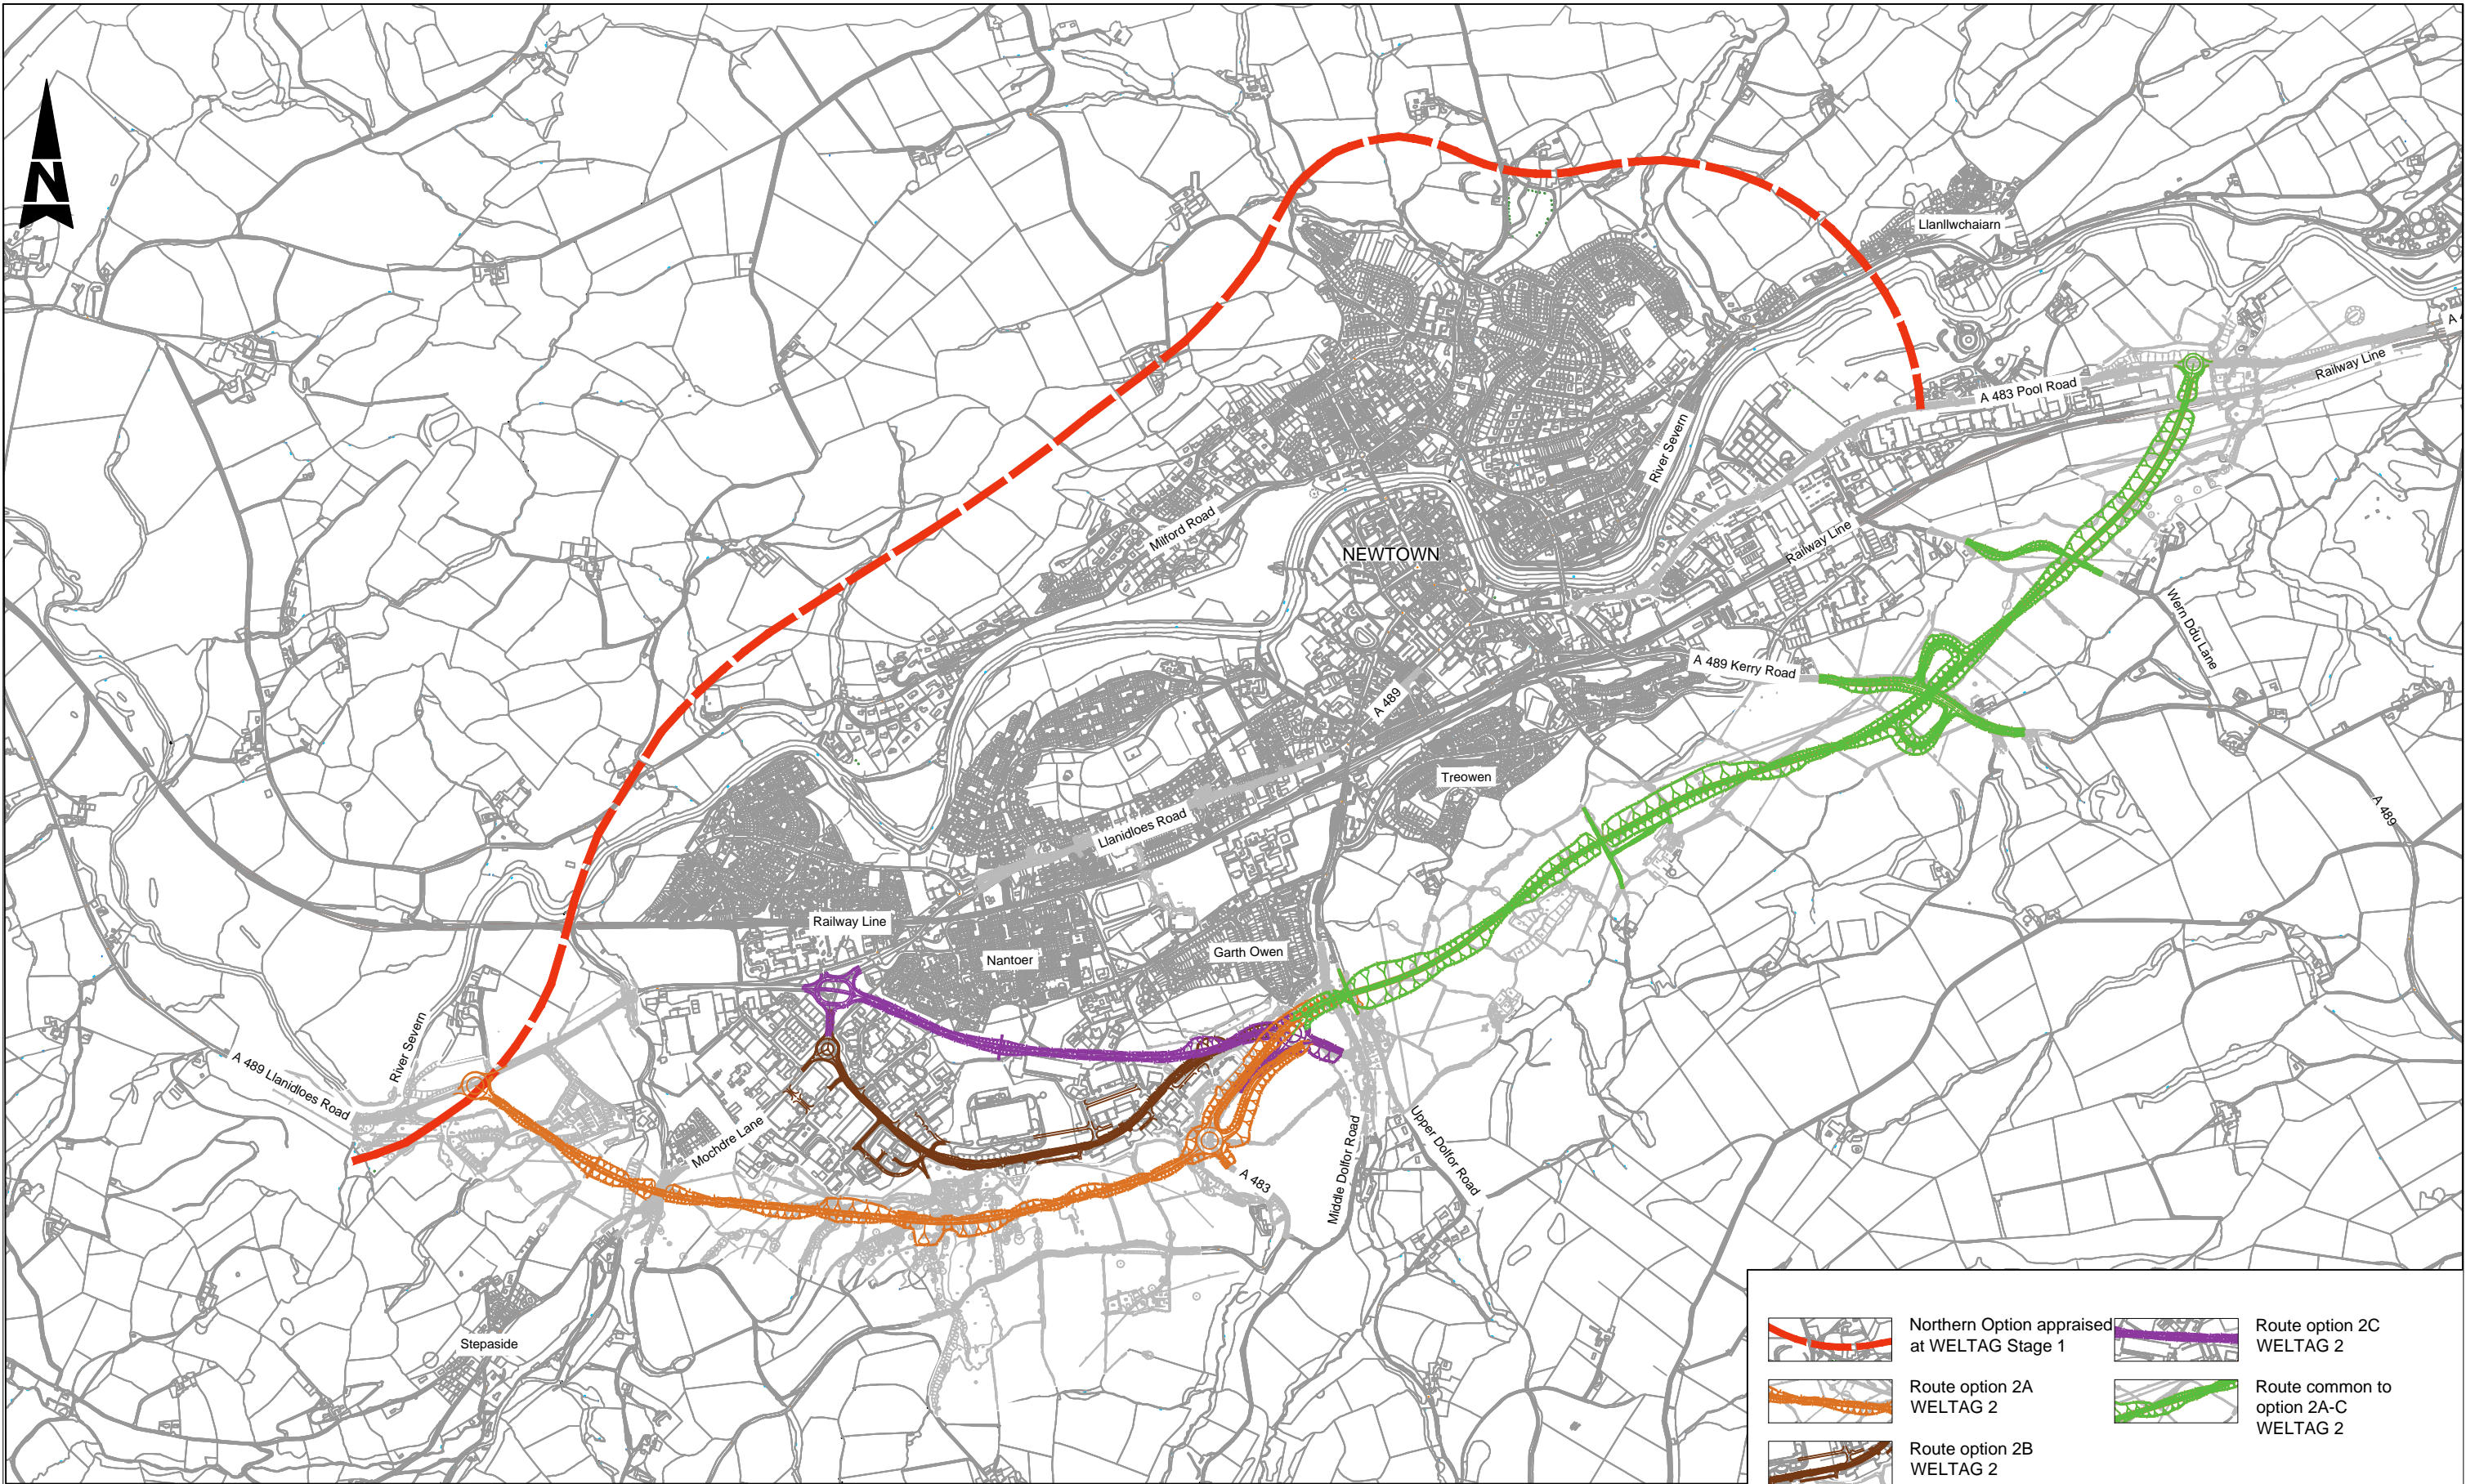 N
Llanllwchaiarn
A 4
Railway Line
A 483 Pool Road
River Severn
Milford Road
NEWTOWN
Railway Line
Wern Ddu Lane
A 489 Kerry Road
A 489
Treowen
A 489
Llanidloes Road
Railway Line
Garth Owen
Nantoer
River Severn
A 489 Llanidloes Road
Mochdre Lane
Upper Dolfor Road
Middle Dolfor Road
A 483
Stepaside
Northern Option appraised
at WELTAG Stage 1
Route option 2A
WELTAG 2
Route option 2B
WELTAG 2
Route option 2C
WELTAG 2
Route common to
option 2A-C
WELTAG 2